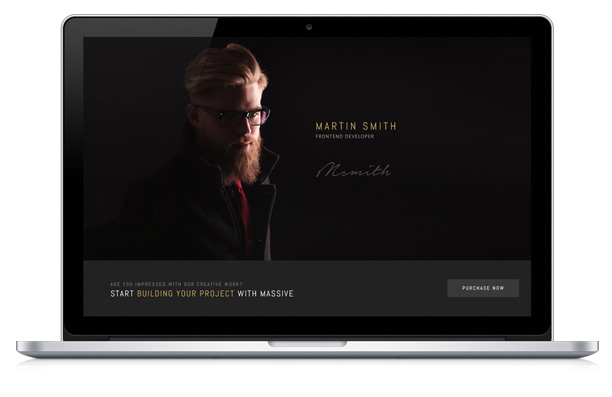 MARTIN SMITH
FRONTEND DEVELOPER
Msmith
ARE YOU IMPRESSED WITH OUR CREATIVE WORK?
START BUILDING YOUR PROJECT WITH MASSIVE
PURCHASE NOW